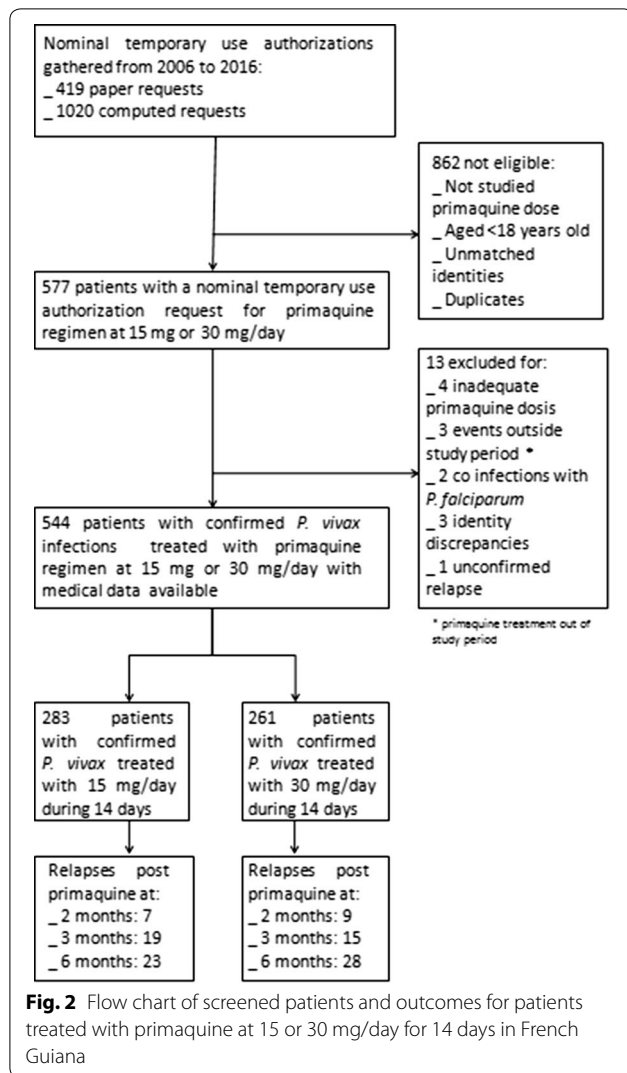 Nominal temporary use authorizations
gathered from 2006 to 2016:
_ 419 paper requests
_ 1020 computed requests
862 not eligible:
_ Not studied
primaquine dose
_ Aged <18 years old
_ Unmatched
identities
_ Duplicates
577 patients with a nominal temporary use
authorization request for primaquine
regimen at 15 mg or 30 mg/day
13 excluded for:
_ 4 inadequate
primaquine dosis
_ 3 events outside
study period *
_ 2 co infections with
P. falciparum
_ 3 identity
discrepancies
_ 1 unconfirmed
relapse
* primaquine treatment out of
study period
544 patients with confirmed P. vivax
infections treated with primaquine
regimen at 15 mg or 30 mg/day with
medical data available
283 patients
with confirmed
P. vivax treated
with 15 mg/day
during 14 days
261 patients
with confirmed
P. vivax treated
with 30 mg/day
during 14 days
Relapses post
primaquine at:
_ 2 months: 7
_ 3 months: 19
_ 6 months: 23
Relapses post
primaquine at:
_ 2 months: 9
_ 3 months: 15
_ 6 months: 28
Fig. 2 Flow chart of screened patients and outcomes for patients
treated with primaquine at 15 or 30 mg/day for 14 days in French
Guiana